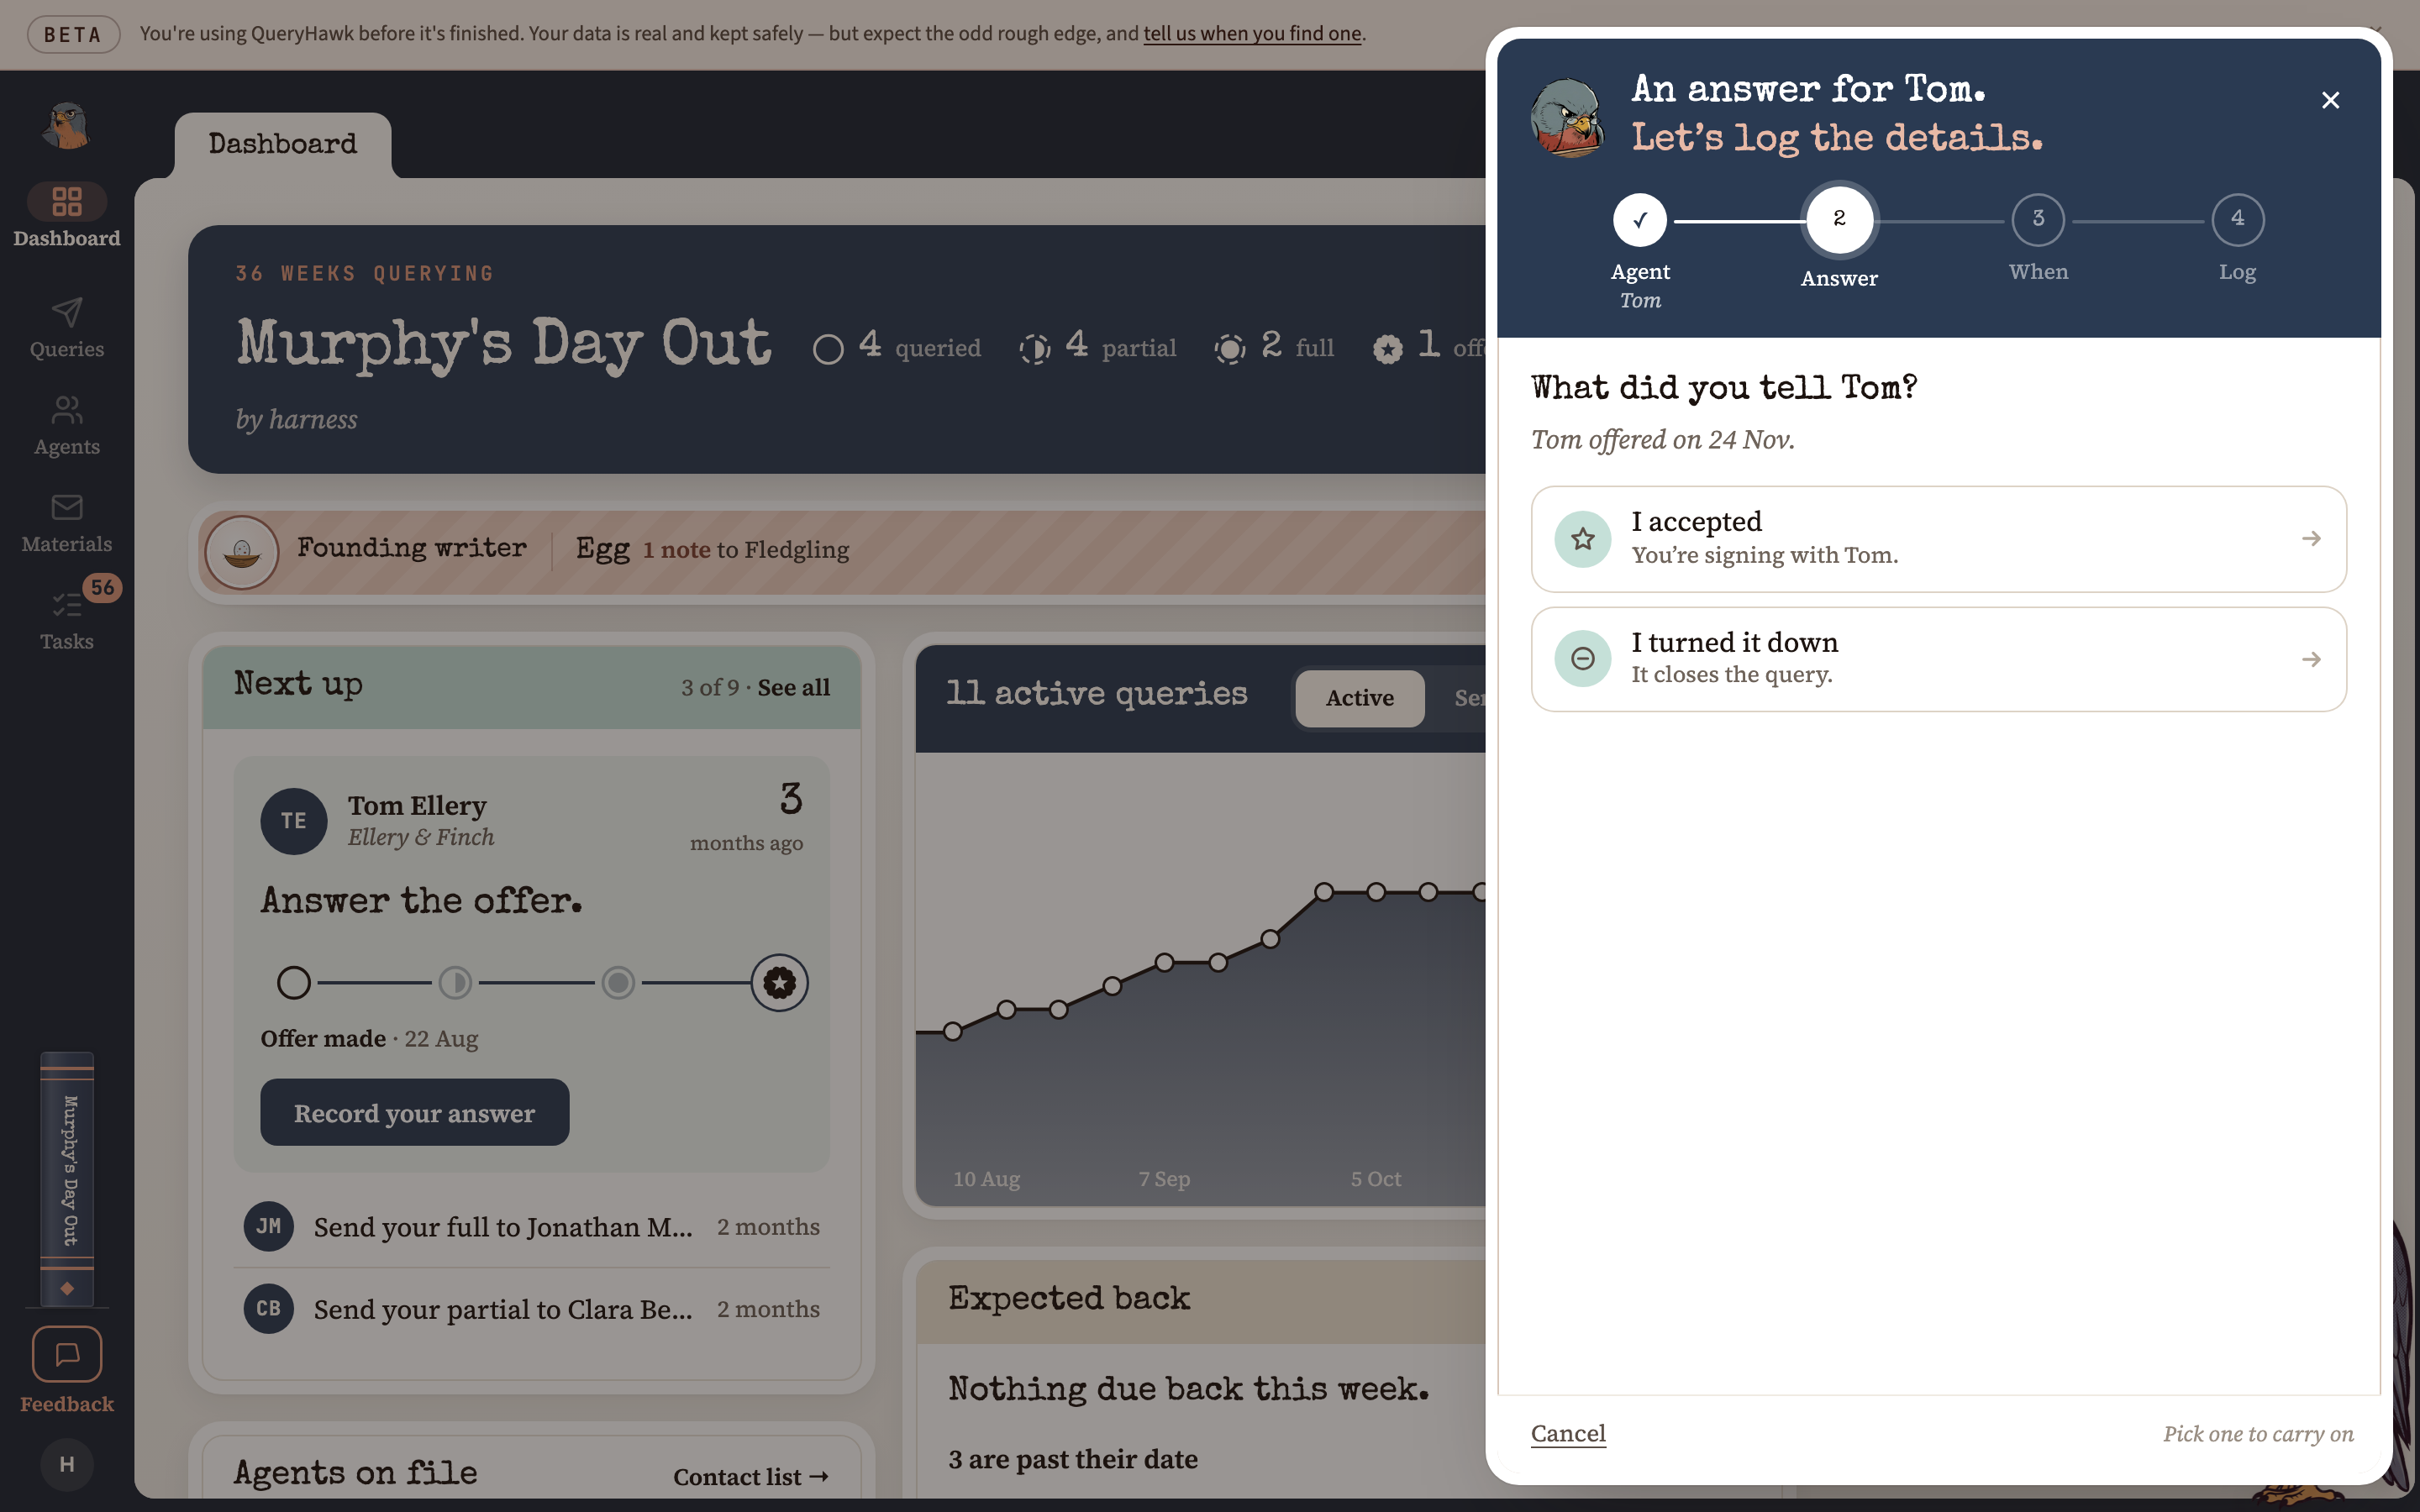 BETA You're using QueryHawk before it's finished. Your data is real and kept safely — but expect the odd rough edge, and tell us when you find one.
Dashboard
Queries
Agents
Materials
56
Tasks
Murphy's Day Out
Feedback
H
Dashboard
36 WEEKS QUERYING
Murphy's Day Out 4 queried 4 partial 2 full 1
by harness
Founding writer Egg 1 note to Fledgling
Next up 3 of 9 · See all
TE Tom Ellery 3
Ellery & Finch months ago
Answer the offer.
Offer made · 22 Aug
Record your answer
JM Send your full to Jonathan M... 2 months
CB Send your partial to Clara Be... 2 months
Agents on file Contact list →
11 active queries Active
10 Aug 7 Sep 5 Oct
Expected back
Nothing due back this week.
3 are past their date
An answer for Tom.
Let's log the details.
✓ 2 3 4
Agent Answer When Log
Tom
What did you tell Tom?
Tom offered on 24 Nov.
I accepted
You're signing with Tom.
I turned it down
It closes the query.
Cancel Pick one to carry on